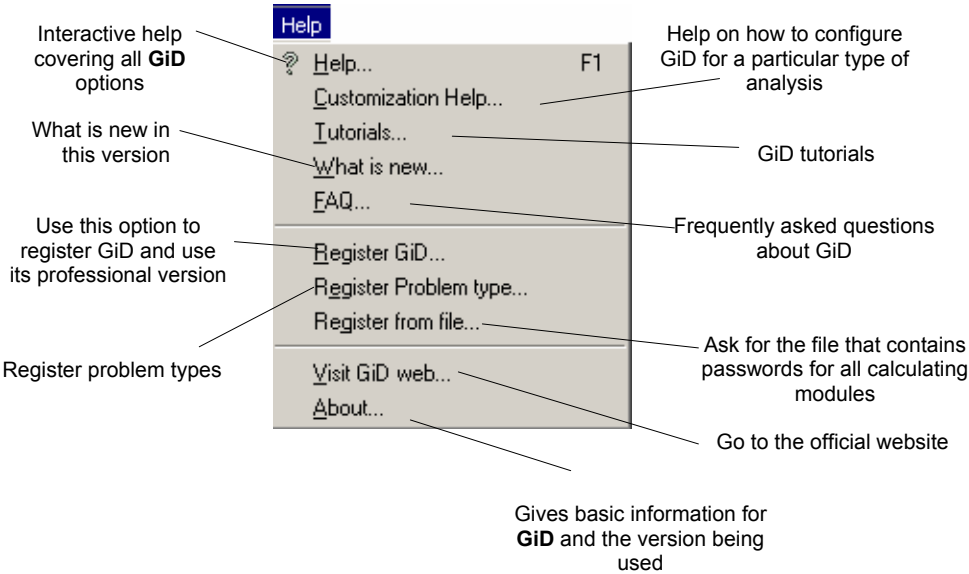 Help
Interactive help
covering all GiD
options
What is new in
this version
Use this option to
register GiD and use
its professional version
Register problem types
? Help... F1
Customization Help...
Tutorials...
What is new...
FAQ...
Register GiD...
Register Problem type...
Register from file...
Visit GiD web...
About...
Help on how to configure
GiD for a particular type of
analysis
GiD tutorials
Frequently asked questions
about GiD
Ask for the file that contains
passwords for all calculating
modules
Go to the official website
Gives basic information for
GiD and the version being
used